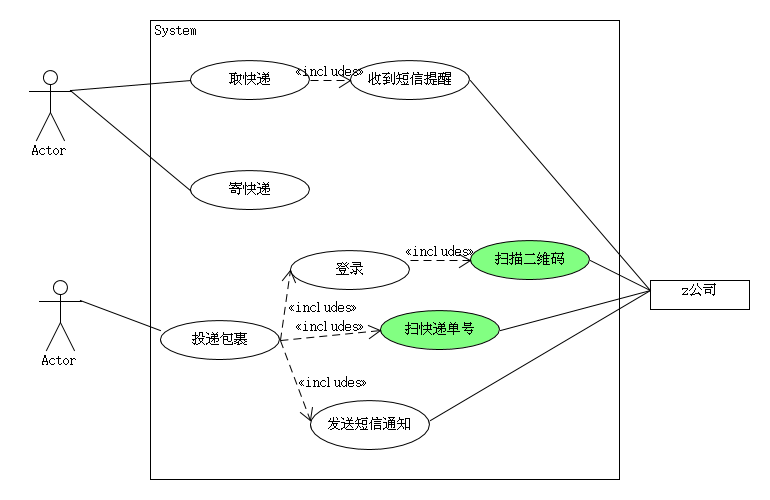 System
取快递
«includes»
收到短信提醒
Actor
寄快递
登录
«includes»
扫描二维码
z公司
«includes»
«includes»
扫快递单号
投递包裹
Actor
«includes»
发送短信通知